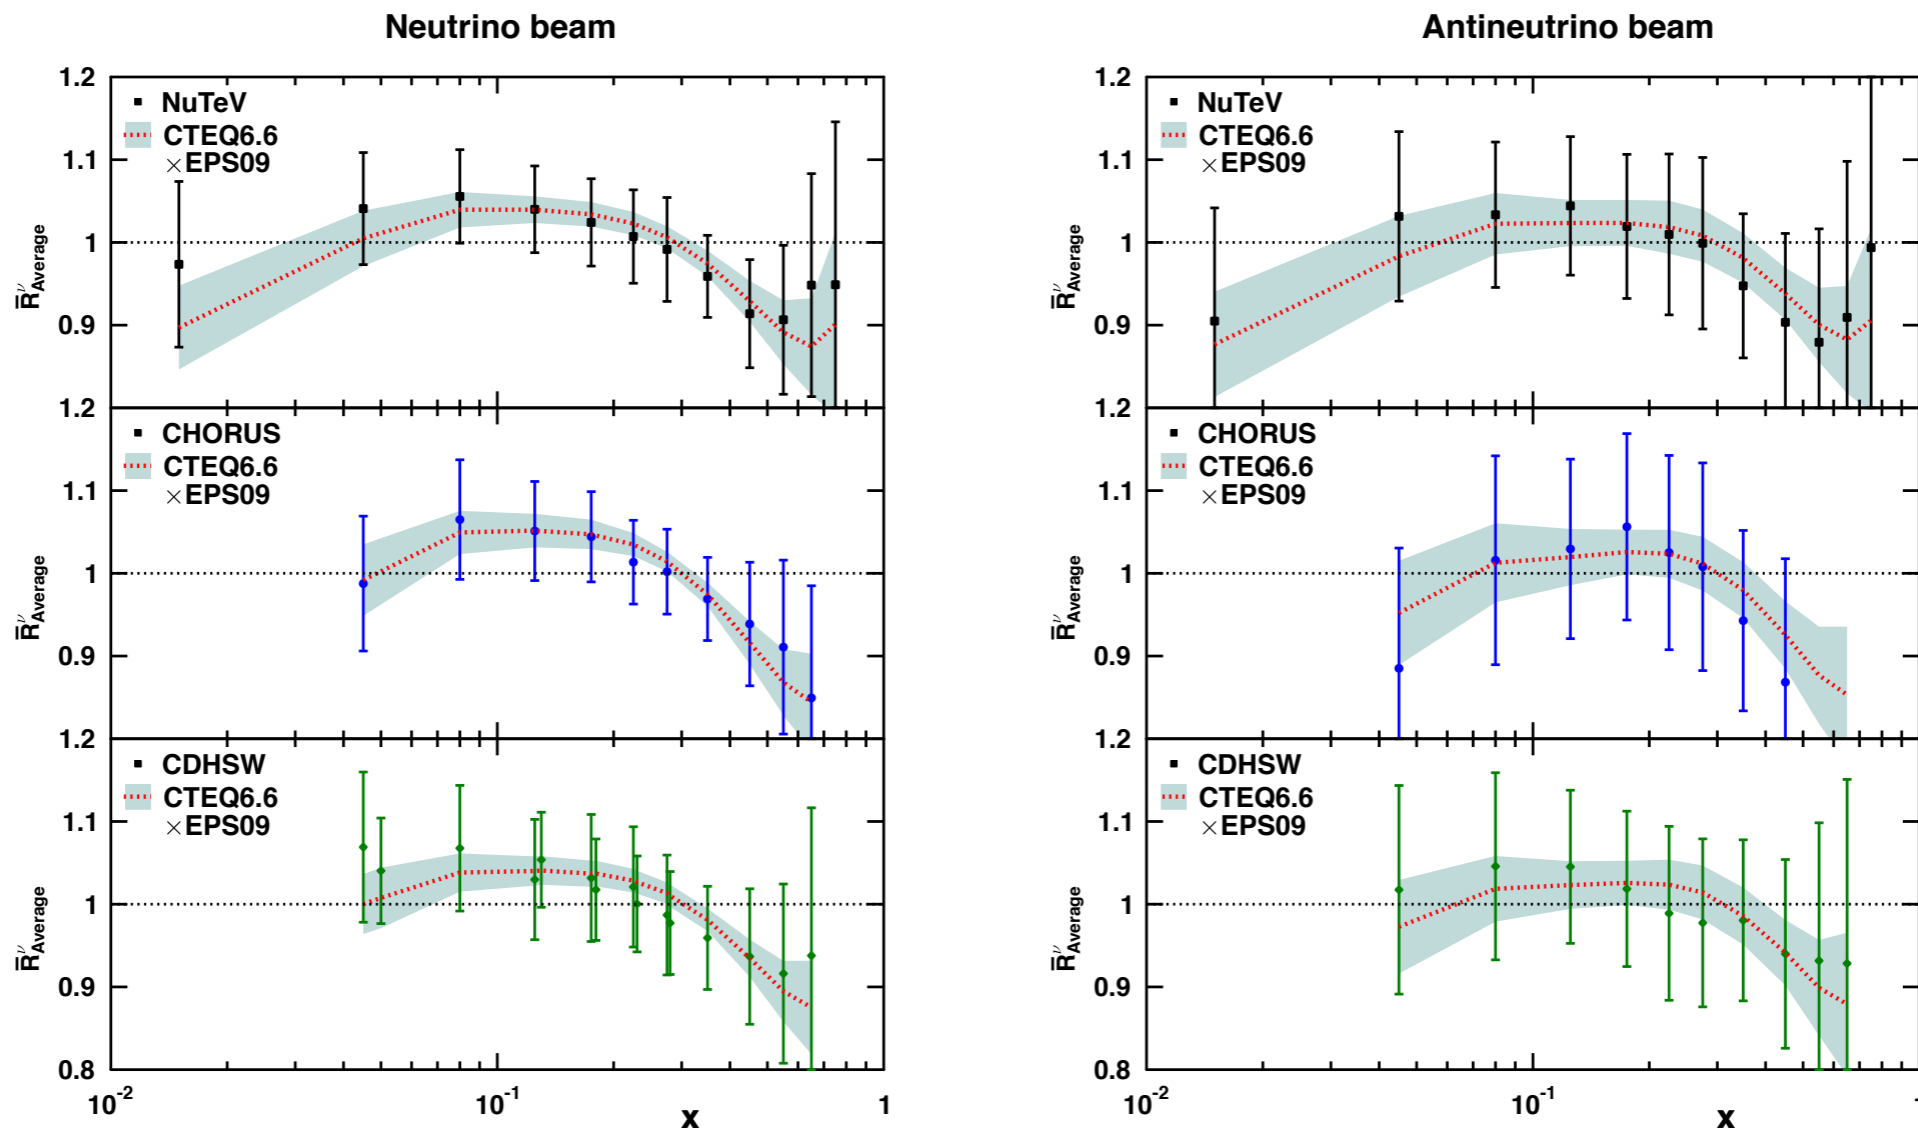 Neutrino beam
1.2
NuTeV
CTEQ6.6
×EPS09
1.1
1
0.9
R̄^ν_Average
1.2
CHORUS
CTEQ6.6
×EPS09
1.1
1
0.9
R̄^ν_Average
1.2
CDHSW
CTEQ6.6
×EPS09
1.1
1
0.9
0.8
R̄^ν_Average
10^-2
10^-1
x
1
Antineutrino beam
1.2
NuTeV
CTEQ6.6
×EPS09
1.1
1
0.9
R̄^ν_Average
1.2
CHORUS
CTEQ6.6
×EPS09
1.1
1
0.9
R̄^ν_Average
1.2
CDHSW
CTEQ6.6
×EPS09
1.1
1
0.9
0.8
R̄^ν_Average
10^-2
10^-1
x